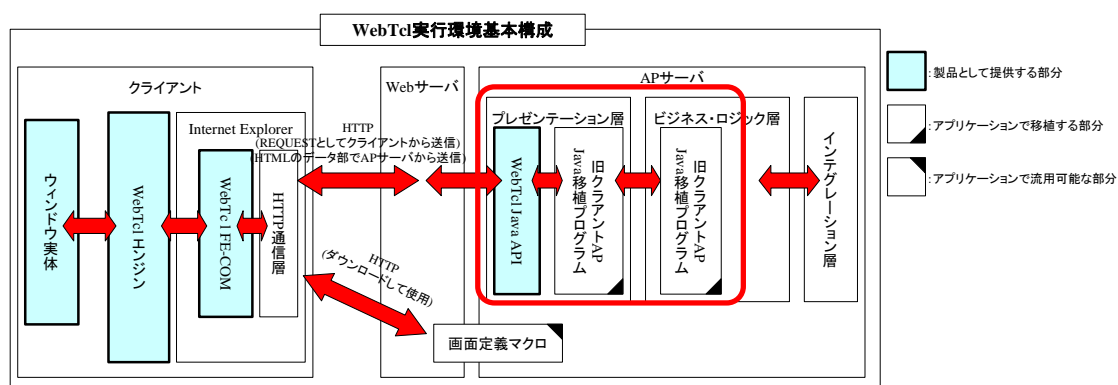 WebTcl実行環境基本構成
クライアント
Webサーバ
APサーバ
:製品として提供する部分
:アプリケーションで移植する部分
:アプリケーションで流用可能な部分
Internet Explorer
HTTP
(REQUESTとしてクライアントから送信)
(HTMLのデータ部でAPサーバから送信)
プレゼンテーション層
ビジネス・ロジック層
ウィンドウ実体
WebTclエンジン
WebTcl FE-COM
HTTP通信層
WebTcl Java API
旧クラアントAP
Java移植プログラム
旧クラアントAP
Java移植プログラム
インテグレーション層
HTTP
(ダウンロードして使用)
画面定義マクロ